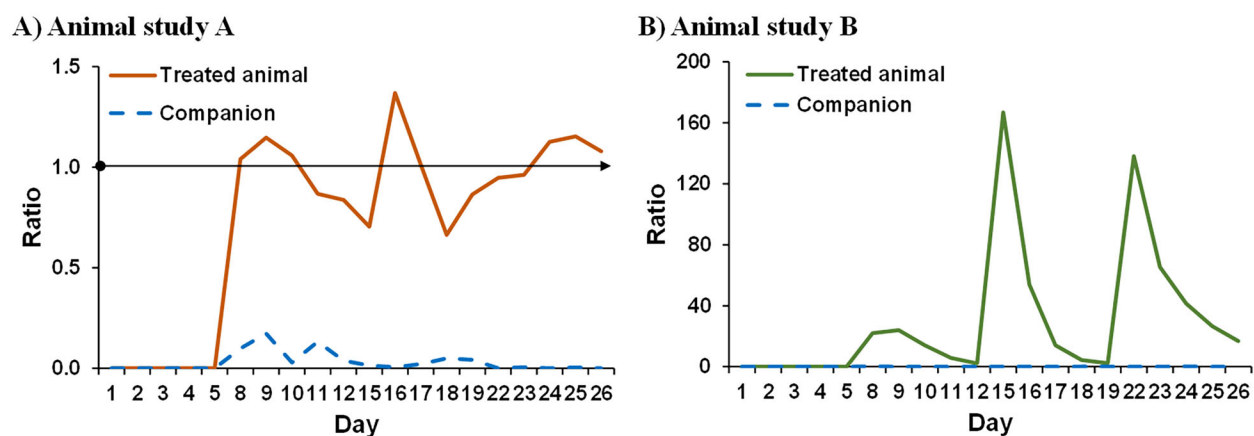 A) Animal study A
1.5
1.0
0.5
0.0
Ratio
Treated animal
Companion
1 2 3 4 5 8 9 10 11 12 15 16 17 18 19 22 23 24 25 26
Day
B) Animal study B
200
160
120
80
40
0
Ratio
Treated animal
Companion
1 2 3 4 5 8 9 10 11 12 15 16 17 18 19 22 23 24 25 26
Day